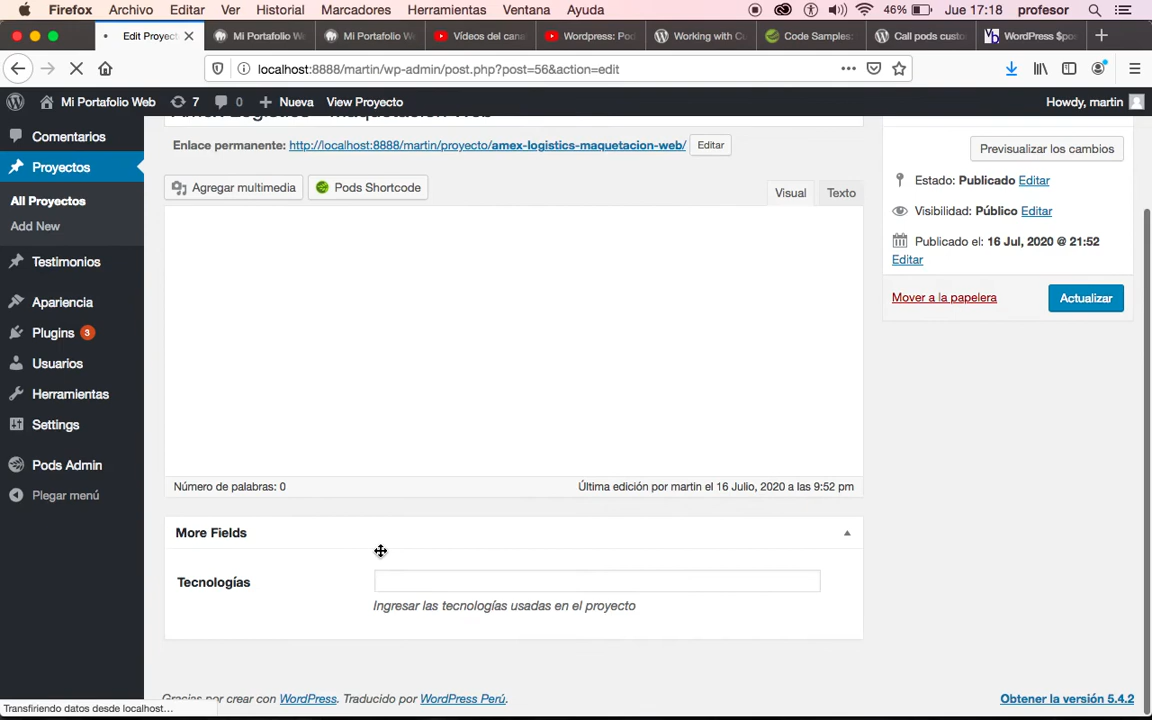 Firefox Archivo Editar Ver Historial Marcadores Herramientas Ventana Ayuda 46% Jue 17:18 profesor
Edit Proyect Mi Portafolio W Mi Portafolio W Vídeos del cana Wordpress: Pod Working with Cu Code Samples: Call pods custo WordPress $po
localhost:8888/martin/wp-admin/post.php?post=56&action=edit
Mi Portafolio Web 7 0 Nueva View Proyecto Howdy, martin
Amex Logistics - Maquetación Web
Comentarios
Proyectos
All Proyectos
Add New
Testimonios
Apariencia
Plugins 3
Usuarios
Herramientas
Settings
Pods Admin
Plegar menú
Enlace permanente: http://localhost:8888/martin/proyecto/amex-logistics-maquetacion-web/ Editar
Agregar multimedia Pods Shortcode Visual Texto
Número de palabras: 0 Última edición por martin el 16 Julio, 2020 a las 9:52 pm
More Fields
Tecnologías
Ingresar las tecnologías usadas en el proyecto
Previsualizar los cambios
Estado: Publicado Editar
Visibilidad: Público Editar
Publicado el: 16 Jul, 2020 @ 21:52
Editar
Mover a la papelera Actualizar
Gracias por crear con WordPress. Traducido por WordPress Perú. Obtener la versión 5.4.2
Transfiriendo datos desde localhost…